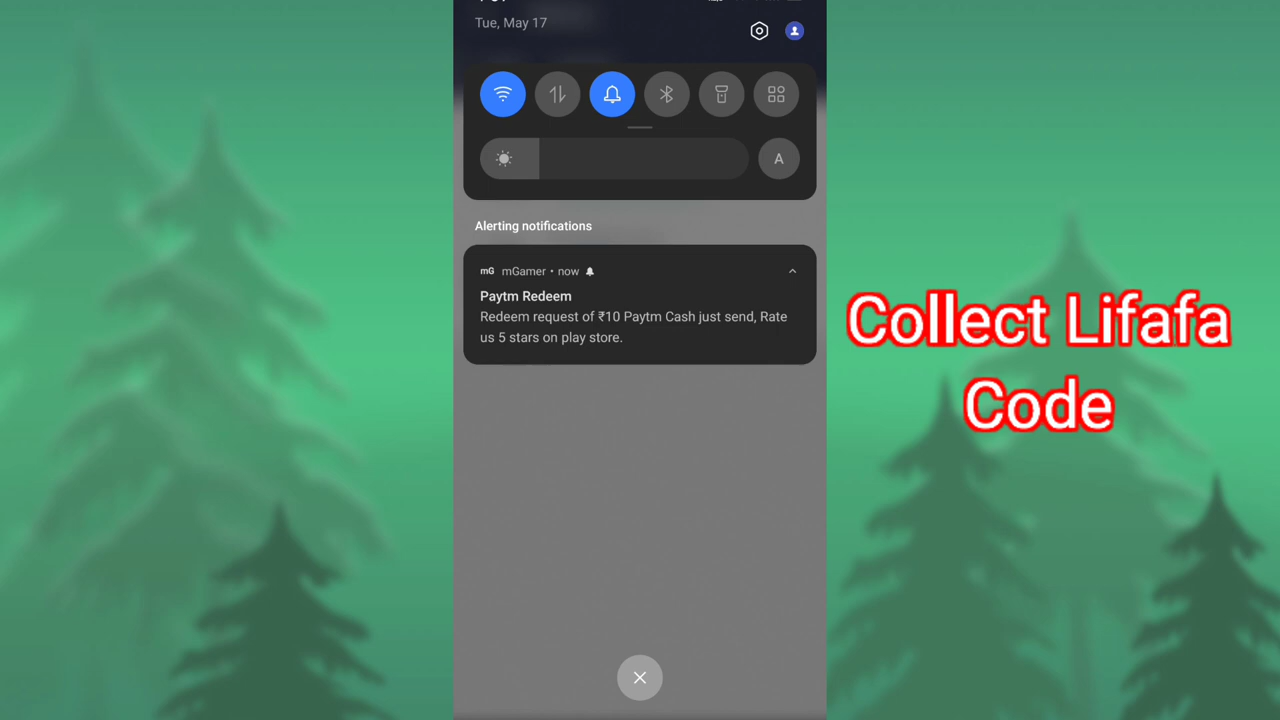 Tue, May 17
A
Alerting notifications
mG mGamer • now
Paytm Redeem
Redeem request of ₹10 Paytm Cash just send, Rate
us 5 stars on play store.
Collect Lifafa
Code